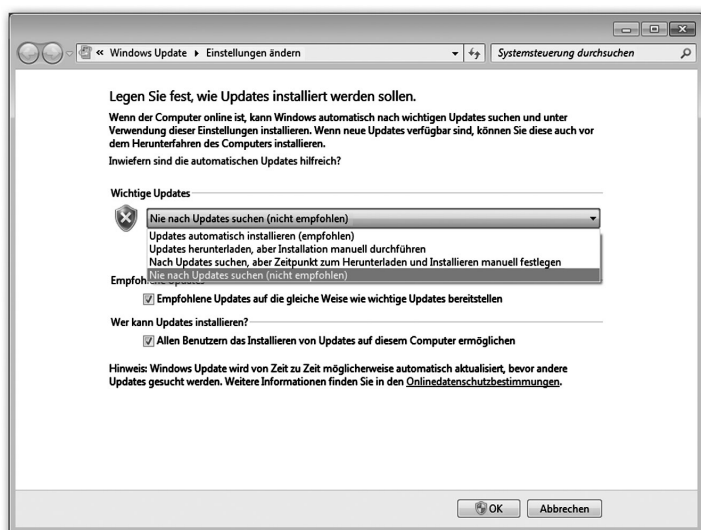 « Windows Update ▸ Einstellungen ändern
Systemsteuerung durchsuchen
Legen Sie fest, wie Updates installiert werden sollen.
Wenn der Computer online ist, kann Windows automatisch nach wichtigen Updates suchen und unter
Verwendung dieser Einstellungen installieren. Wenn neue Updates verfügbar sind, können Sie diese auch vor
dem Herunterfahren des Computers installieren.
Inwiefern sind die automatischen Updates hilfreich?
Wichtige Updates
Nie nach Updates suchen (nicht empfohlen)
Updates automatisch installieren (empfohlen)
Updates herunterladen, aber Installation manuell durchführen
Nach Updates suchen, aber Zeitpunkt zum Herunterladen und Installieren manuell festlegen
Nie nach Updates suchen (nicht empfohlen)
Empfohlene Updates
Empfohlene Updates auf die gleiche Weise wie wichtige Updates bereitstellen
Wer kann Updates installieren?
Allen Benutzern das Installieren von Updates auf diesem Computer ermöglichen
Hinweis: Windows Update wird von Zeit zu Zeit möglicherweise automatisch aktualisiert, bevor andere
Updates gesucht werden. Weitere Informationen finden Sie in den Onlinedatenschutzbestimmungen.
OK
Abbrechen